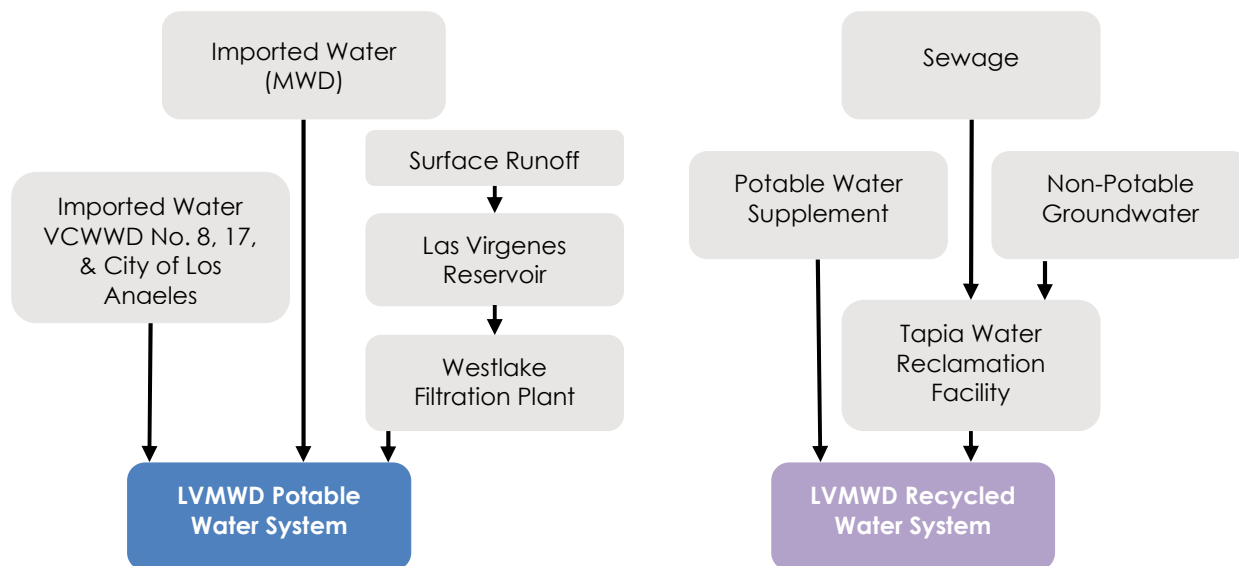 Imported Water
(MWD)
Surface Runoff
Imported Water
VCWWD No. 8, 17,
& City of Los
Anaeles
Las Virgenes
Reservoir
Westlake
Filtration Plant
LVMWD Potable
Water System
Sewage
Potable Water
Supplement
Non-Potable
Groundwater
Tapia Water
Reclamation
Facility
LVMWD Recycled
Water System